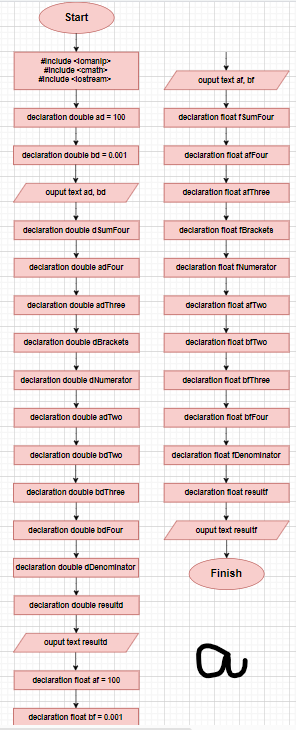 Start
#include <iomanip>
#include <cmath>
#include <iostream>
declaration double ad = 100
declaration double bd = 0.001
ouput text ad, bd
declaration double dSumFour
declaration double adFour
declaration double adThree
declaration double dBrackets
declaration double dNumerator
declaration double adTwo
declaration double bdTwo
declaration double bdThree
declaration double bdFour
declaration double dDenominator
declaration double resultd
ouput text resultd
declaration float af = 100
declaration float bf = 0.001
ouput text af, bf
declaration float fSumFour
declaration float afFour
declaration float afThree
declaration float fBrackets
declaration float fNumerator
declaration float afTwo
declaration float bfTwo
declaration float bfThree
declaration float bfFour
declaration float fDenominator
declaration float resultf
ouput text resultf
Finish
a